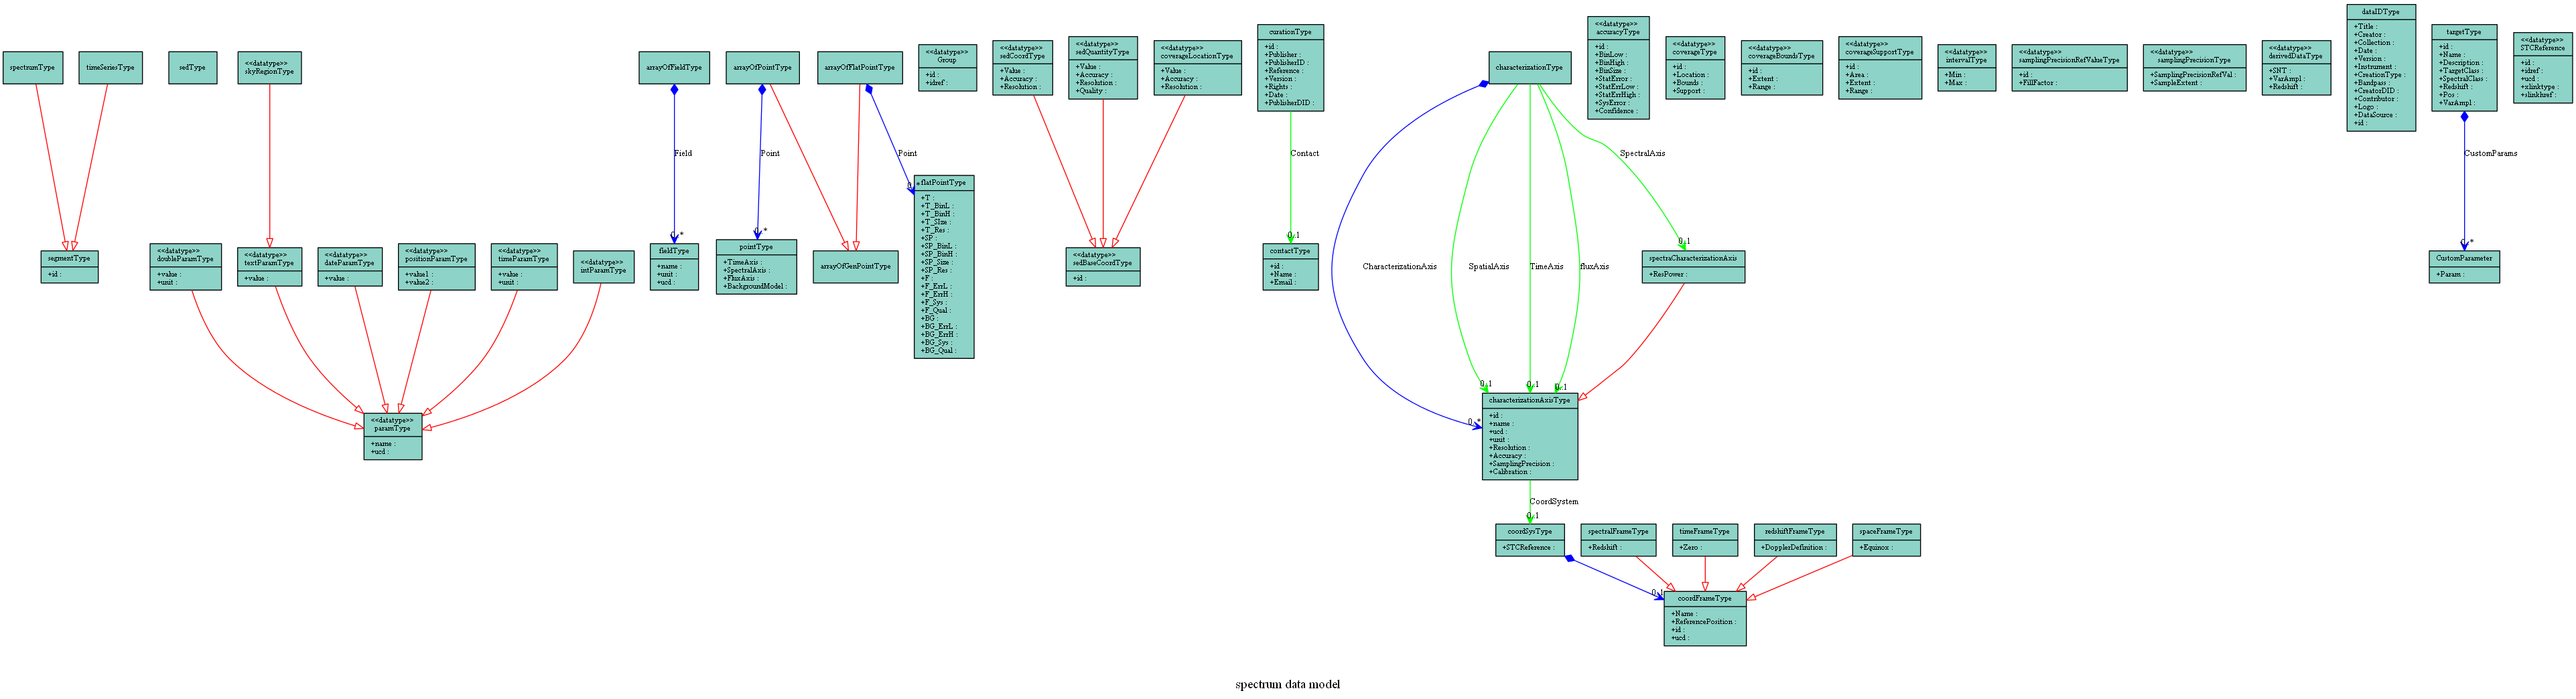 spectrumType
timeSeriesType
sedType
<<datatype>>
skyRegionType
arrayOfFieldType
arrayOfPointType
arrayOfFlatPointType
<<datatype>>
Group
+id :
+idref :
<<datatype>>
sedCoordType
+Value :
+Accuracy :
+Resolution :
<<datatype>>
sedQuantityType
+Value :
+Accuracy :
+Resolution :
+Quality :
<<datatype>>
coverageLocationType
+Value :
+Accuracy :
+Resolution :
curationType
+id :
+Publisher :
+PublisherID :
+Reference :
+Version :
+Rights :
+Date :
+PublisherDID :
characterizationType
<<datatype>>
accuracyType
+id :
+BinLow :
+BinHigh :
+BinSize :
+StatError :
+StatErrLow :
+StatErrHigh :
+SysError :
+Confidence :
<<datatype>>
coverageType
+id :
+Location :
+Bounds :
+Support :
<<datatype>>
coverageBoundsType
+id :
+Extent :
+Range :
<<datatype>>
coverageSupportType
+id :
+Area :
+Extent :
+Range :
<<datatype>>
intervalType
+Min :
+Max :
<<datatype>>
samplingPrecisionRefValueType
+id :
+FillFactor :
<<datatype>>
samplingPrecisionType
+SamplingPrecisionRefVal :
+SampleExtent :
<<datatype>>
derivedDataType
+SNT :
+VarAmpl :
+Redshift :
dataIDType
+Title :
+Creator :
+Collection :
+Date :
+Version :
+Instrument :
+CreationType :
+Bandpass :
+CreatorDID :
+Contributor :
+Logo :
+DataSource :
+id :
targetType
+id :
+Name :
+Description :
+TargetClass :
+SpectralClass :
+Redshift :
+Pos :
+VarAmpl :
<<datatype>>
STCReference
+id :
+idref :
+ucd :
+xlinktype :
+slinkhref :
Field
Point
Point
Contact
SpectralAxis
CustomParams
0..*
flatPointType
+T :
+T_BinL :
+T_BinH :
+T_SIze :
+T_Res :
+SP :
+SP_BinL :
+SP_BinH :
+SP_Size :
+SP_Res :
+F :
+F_ErrL :
+F_ErrH :
+F_Sys :
+F_Qual :
+BG :
+BG_ErrL :
+BG_ErrH :
+BG_Sys :
+BG_Qual :
0..*
0..*
0..1
0..1
0..*
segmentType
+id :
<<datatype>>
doubleParamType
+value :
+unit :
<<datatype>>
textParamType
+value :
<<datatype>>
dateParamType
+value :
<<datatype>>
positionParamType
+value1 :
+value2 :
<<datatype>>
timeParamType
+value :
+unit :
<<datatype>>
intParamType
fieldType
+name :
+unit :
+ucd :
pointType
+TimeAxis :
+SpectralAxis :
+FluxAxis :
+BackgroundModel :
arrayOfGenPointType
<<datatype>>
sedBaseCoordType
+id :
contactType
+id :
+Name :
+Email :
CharacterizationAxis
SpatialAxis
TimeAxis
fluxAxis
spectraCharacterizationAxis
+ResPower :
CustomParameter
+Param :
0..1
0..1
0..1
0..*
<<datatype>>
paramType
+name :
+ucd :
characterizationAxisType
+id :
+name :
+ucd :
+unit :
+Resolution :
+Accuracy :
+SamplingPrecision :
+Calibration :
CoordSystem
0..1
coordSysType
+STCReference :
spectralFrameType
+Redshift :
timeFrameType
+Zero :
redshiftFrameType
+DopplerDefinition :
spaceFrameType
+Equinox :
0..1
coordFrameType
+Name :
+ReferencePosition :
+id :
+ucd :
spectrum data model